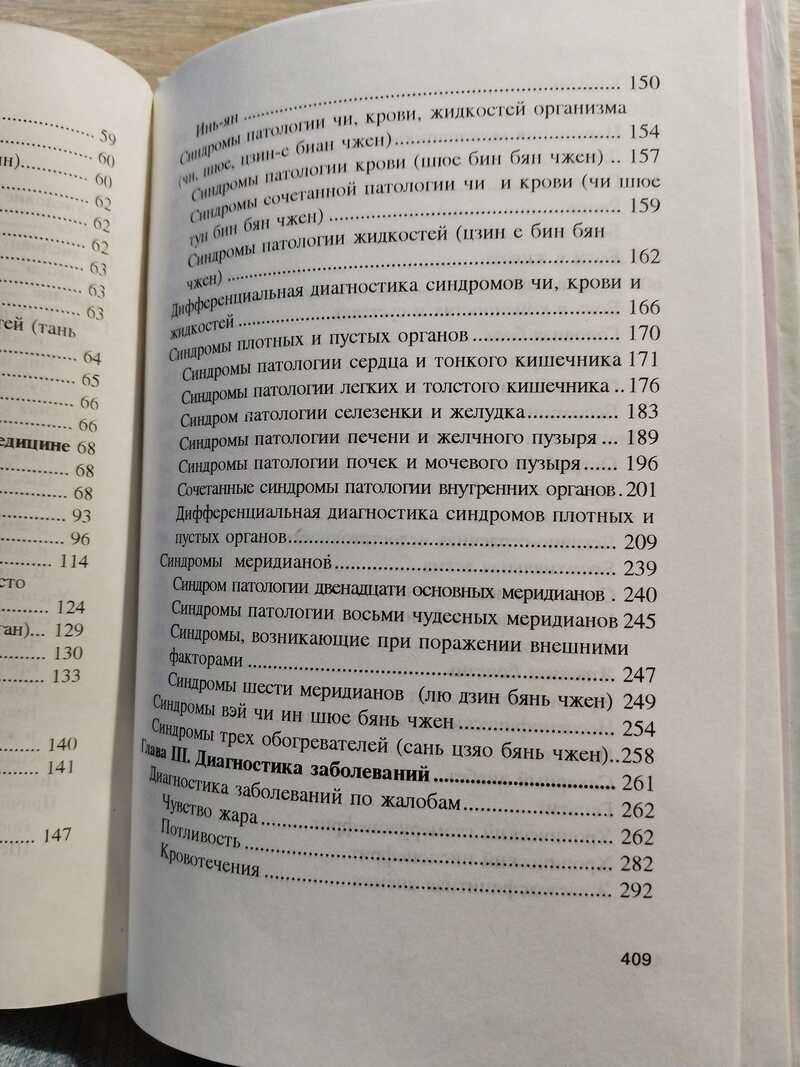 59
60
ин)... 60
62
62
62
63
63
63
тей (тань
64
65
66
66
едицине 68
68
68
93
96
114
сто
124
ган)... 129
130
133
140
141
147
Инь-ян ... 150
Синдромы патологии чи, крови, жидкостей организма
(чи, шюе, цзин-е биан чжен) ... 154
Синдромы патологии крови (шюе бин бян чжен) .. 157
Синдромы сочетанной патологии чи и крови (чи шюе
тун бин бян чжен) ... 159
Синдромы патологии жидкостей (цзин е бин бян
чжен) ... 162
Дифференциальная диагностика синдромов чи, крови и
жидкостей ... 166
Синдромы плотных и пустых органов ... 170
Синдромы патологии сердца и тонкого кишечника 171
Синдромы патологии легких и толстого кишечника .. 176
Синдром патологии селезенки и желудка ... 183
Синдромы патологии печени и желчного пузыря ... 189
Синдромы патологии почек и мочевого пузыря ...... 196
Сочетанные синдромы патологии внутренних органов . 201
Дифференциальная диагностика синдромов плотных и
пустых органов ... 209
Синдромы меридианов ... 239
Синдром патологии двенадцати основных меридианов . 240
Синдромы патологии восьми чудесных меридианов 245
Синдромы, возникающие при поражении внешними
факторами ... 247
Синдромы шести меридианов (лю дзин бянь чжен) 249
Синдромы вэй чи ин шюе бянь чжен ... 254
Синдромы трех обогревателей (сань цзяо бянь чжен) .. 258
Глава III. Диагностика заболеваний ... 261
Диагностика заболеваний по жалобам ... 262
Чувство жара ... 262
Потливость ... 282
Кровотечения ... 292
409